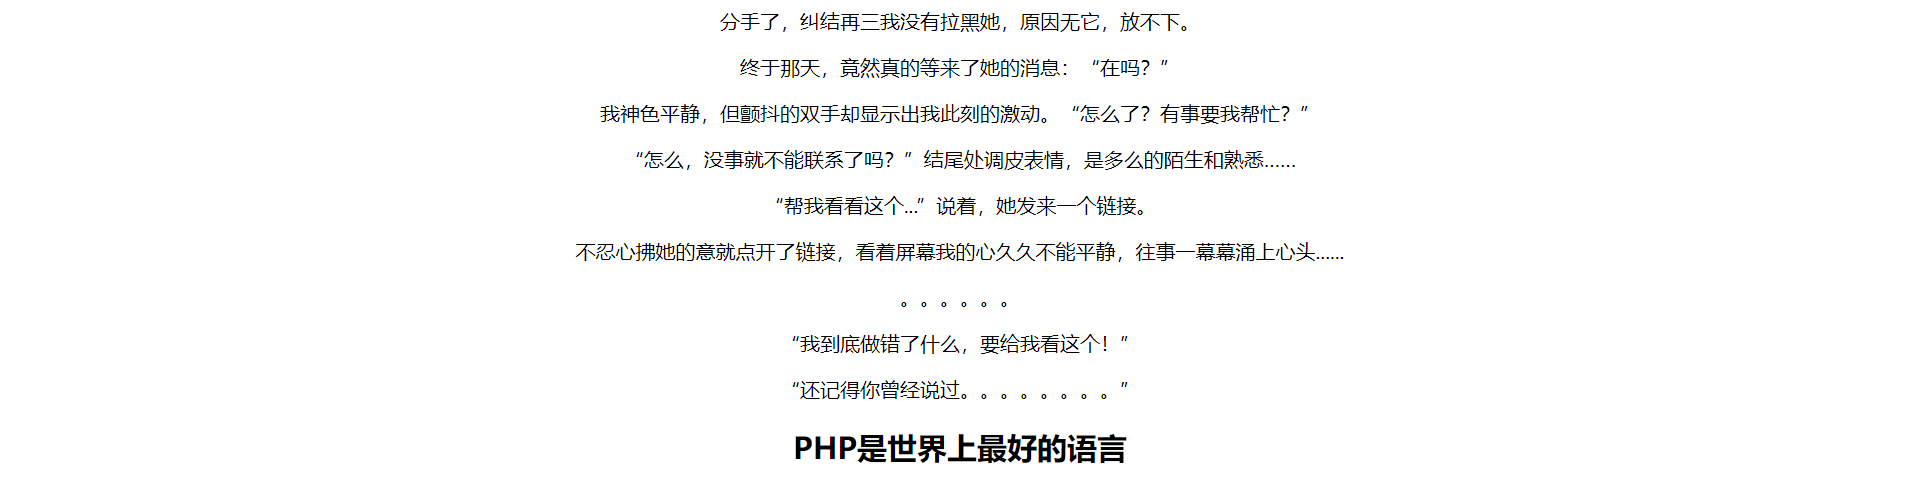 分手了，纠结再三我没有拉黑她，原因无它，放不下。
终于那天，竟然真的等来了她的消息：“在吗？”
我神色平静，但颤抖的双手却显示出我此刻的激动。“怎么了？有事要我帮忙？”
“怎么，没事就不能联系了吗？”结尾处调皮表情，是多么的陌生和熟悉……
“帮我看看这个...”说着，她发来一个链接。
不忍心拂她的意就点开了链接，看着屏幕我的心久久不能平静，往事一幕幕涌上心头......
。。。。。。
“我到底做错了什么，要给我看这个！”
“还记得你曾经说过。。。。。。。。”
PHP是世界上最好的语言